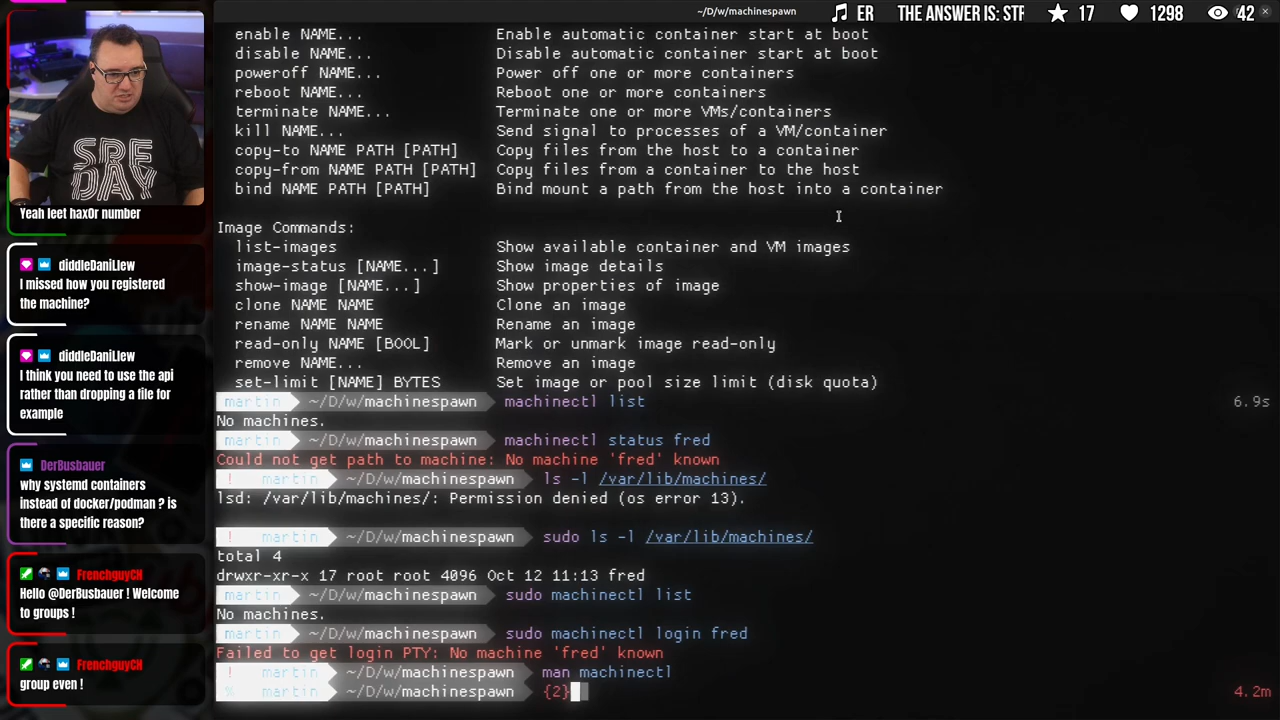 ~/D/w/machinespawn
ER
THE ANSWER IS: STR
17
1298
42
SRE
DAY
Yeah leet hax0r number
diddleDaniLlew
I missed how you registered
the machine?
diddleDaniLlew
I think you need to use the api
rather than dropping a file for
example
DerBusbauer
why systemd containers
instead of docker/podman ? is
there a specific reason?
FrenchguyCH
Hello @DerBusbauer ! Welcome
to groups !
FrenchguyCH
group even !
enable NAME... Enable automatic container start at boot
disable NAME... Disable automatic container start at boot
poweroff NAME... Power off one or more containers
reboot NAME... Reboot one or more containers
terminate NAME... Terminate one or more VMs/containers
kill NAME... Send signal to processes of a VM/container
copy-to NAME PATH [PATH] Copy files from the host to a container
copy-from NAME PATH [PATH] Copy files from a container to the host
bind NAME PATH [PATH] Bind mount a path from the host into a container
Image Commands:
list-images Show available container and VM images
image-status [NAME...] Show image details
show-image [NAME...] Show properties of image
clone NAME NAME Clone an image
rename NAME NAME Rename an image
read-only NAME [BOOL] Mark or unmark image read-only
remove NAME... Remove an image
set-limit [NAME] BYTES Set image or pool size limit (disk quota)
martin ~/D/w/machinespawn machinectl list 6.9s
No machines.
martin ~/D/w/machinespawn machinectl status fred
Could not get path to machine: No machine 'fred' known
! martin ~/D/w/machinespawn ls -l /var/lib/machines/
lsd: /var/lib/machines/: Permission denied (os error 13).
! martin ~/D/w/machinespawn sudo ls -l /var/lib/machines/
total 4
drwxr-xr-x 17 root root 4096 Oct 12 11:13 fred
martin ~/D/w/machinespawn sudo machinectl list
No machines.
martin ~/D/w/machinespawn sudo machinectl login fred
Failed to get login PTY: No machine 'fred' known
! martin ~/D/w/machinespawn man machinectl
% martin ~/D/w/machinespawn {2} 4.2m